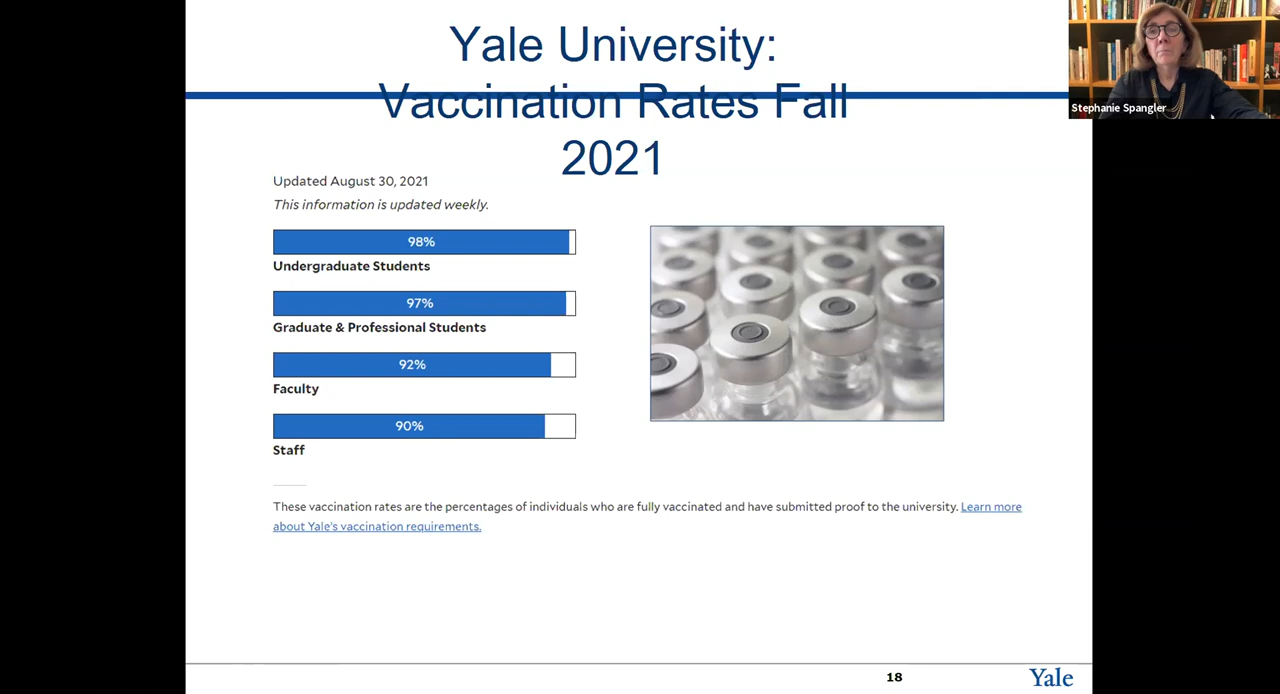 Yale University:
Vaccination Rates Fall
2021
Stephanie Spangler
Updated August 30, 2021
This information is updated weekly.
98%
Undergraduate Students
97%
Graduate & Professional Students
92%
Faculty
90%
Staff
These vaccination rates are the percentages of individuals who are fully vaccinated and have submitted proof to the university. Learn more
about Yale's vaccination requirements.
18
Yale